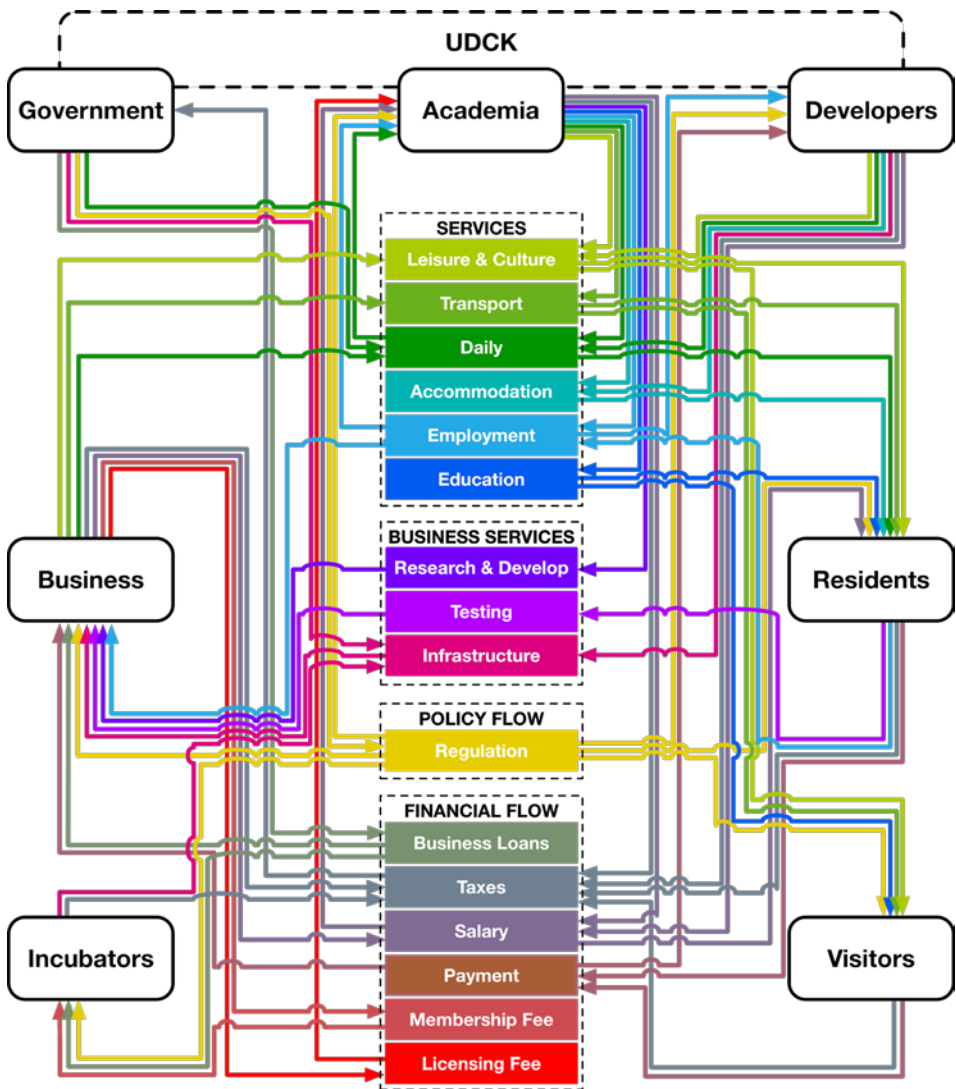 UDCK
Government
Academia
Developers
SERVICES
Leisure & Culture
Transport
Daily
Accommodation
Employment
Education
BUSINESS SERVICES
Business
Research & Develop
Residents
Testing
Infrastructure
POLICY FLOW
Regulation
FINANCIAL FLOW
Business Loans
Taxes
Salary
Incubators
Payment
Visitors
Membership Fee
Licensing Fee